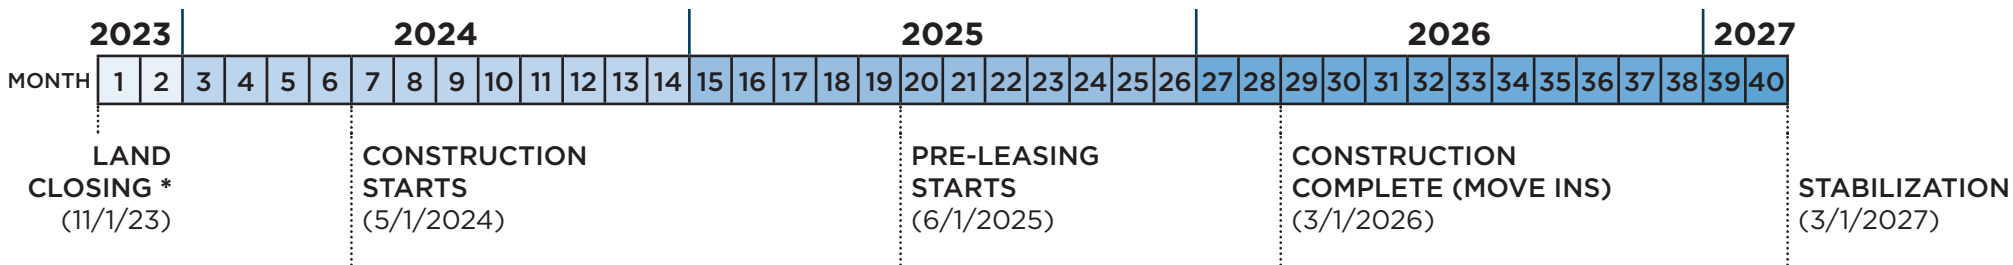 2023 2024 2025 2026 2027
MONTH 1 2 3 4 5 6 7 8 9 10 11 12 13 14 15 16 17 18 19 20 21 22 23 24 25 26 27 28 29 30 31 32 33 34 35 36 37 38 39 40
LAND
CLOSING *
(11/1/23)
CONSTRUCTION
STARTS
(5/1/2024)
PRE-LEASING
STARTS
(6/1/2025)
CONSTRUCTION
COMPLETE (MOVE INS)
(3/1/2026)
STABILIZATION
(3/1/2027)